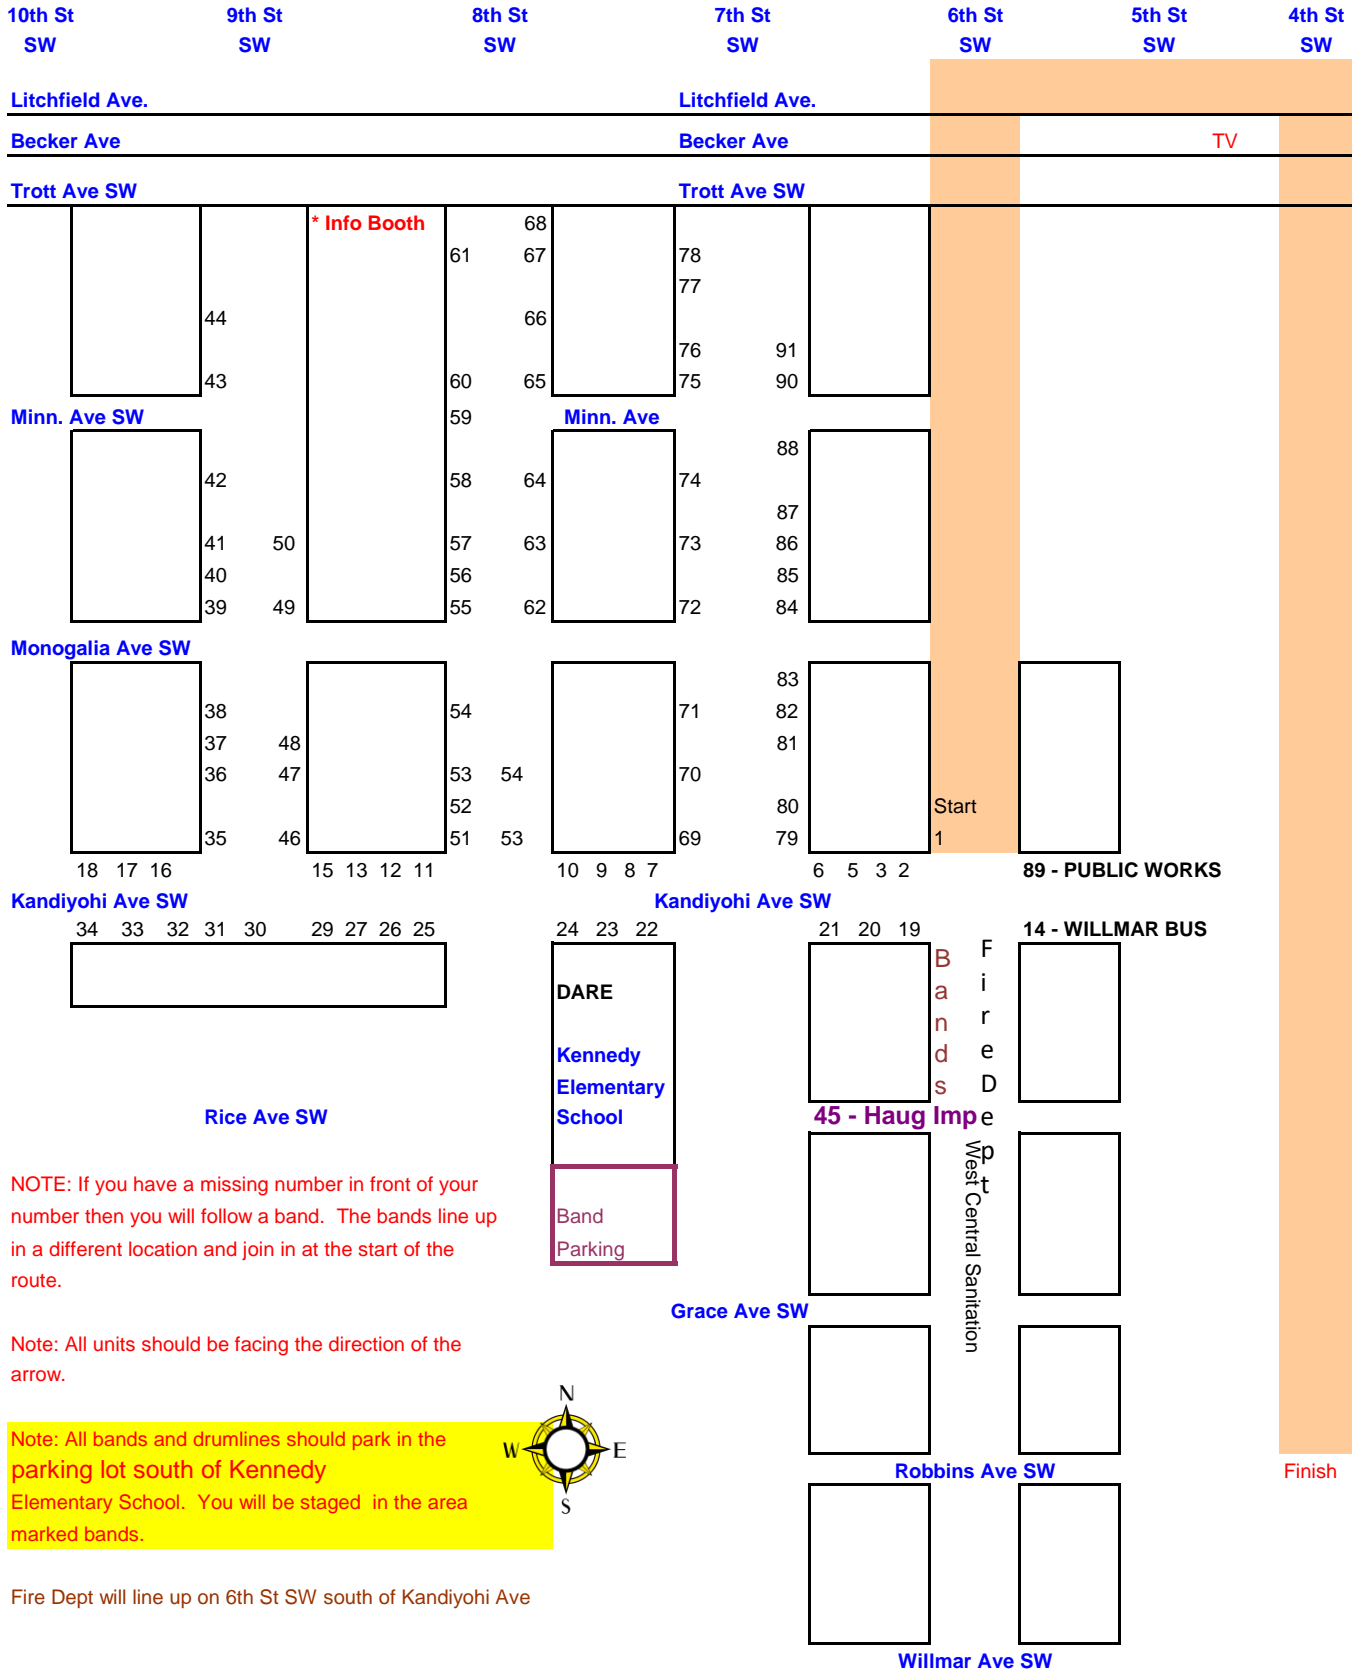 10th St 9th St 8th St 7th St 6th St 5th St 4th St
SW SW SW SW SW SW SW
Litchfield Ave. Litchfield Ave.
Becker Ave Becker Ave TV
Trott Ave SW Trott Ave SW
* Info Booth 68
61 67 78
77
44 66
76 91
43 60 65 75 90
Minn. Ave SW 59 Minn. Ave
88
42 58 64 74
87
41 50 57 63 73 86
40 56 85
39 49 55 62 72 84
Monogalia Ave SW
83
38 54 71 82
37 48 81
36 47 53 54 70
52 80 Start
35 46 51 53 69 79 1
18 17 16 15 13 12 11 10 9 8 7 6 5 3 2 89 - PUBLIC WORKS
Kandiyohi Ave SW Kandiyohi Ave SW
34 33 32 31 30 29 27 26 25 24 23 22 21 20 19 14 - WILLMAR BUS
Bands
Fire Dept
DARE
Kennedy
Elementary
School
Rice Ave SW
45 - Haug Imp
West Central Sanitation
NOTE: If you have a missing number in front of your
number then you will follow a band. The bands line up
in a different location and join in at the start of the
route.
Band
Parking
Grace Ave SW
Note: All units should be facing the direction of the
arrow.
N
W E
S
Note: All bands and drumlines should park in the
parking lot south of Kennedy
Elementary School. You will be staged in the area
marked bands.
Robbins Ave SW Finish
Fire Dept will line up on 6th St SW south of Kandiyohi Ave
Willmar Ave SW